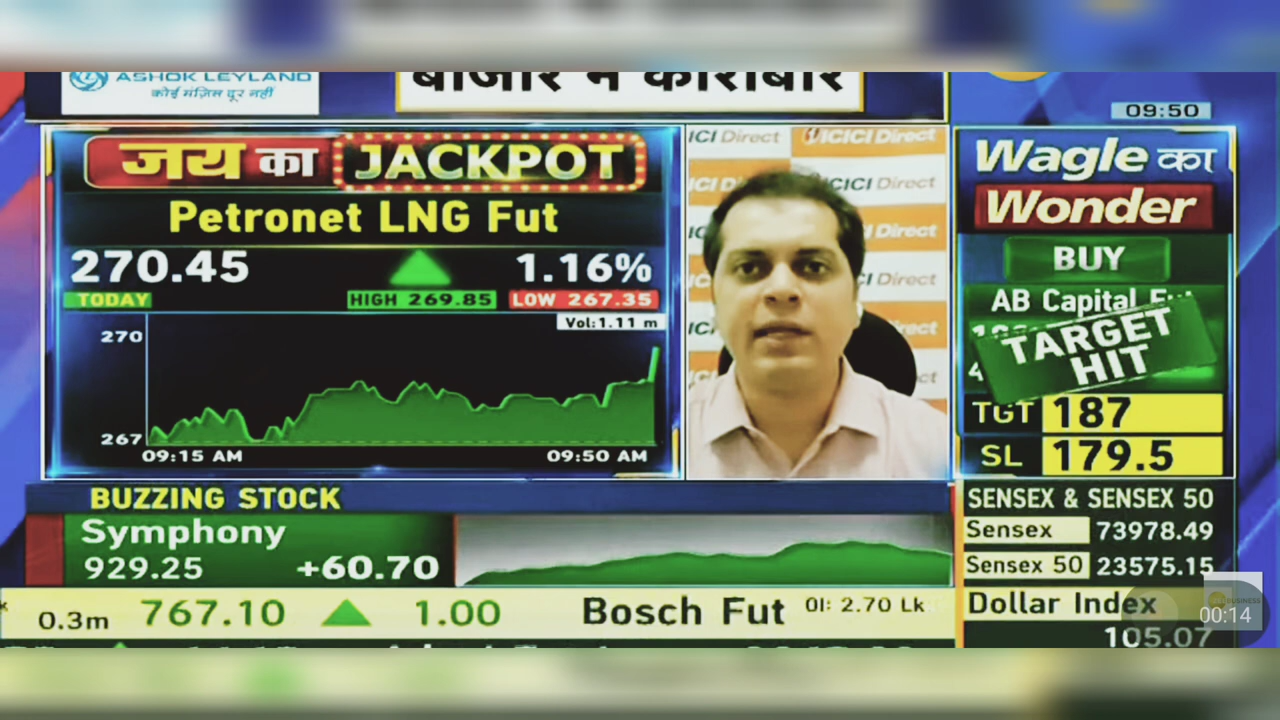 ASHOK LEYLAND
कोई मंज़िल दूर नहीं
बाजार में कारोबार
09:50
जय का JACKPOT
Petronet LNG Fut
270.45 1.16%
TODAY HIGH 269.85 LOW 267.35
Vol:1.11 m
270
267
09:15 AM 09:50 AM
ICICI Direct
Wagle का
Wonder
BUY
AB Capital Fut
TARGET
HIT
TGT 187
SL 179.5
BUZZING STOCK
Symphony
929.25 +60.70
SENSEX & SENSEX 50
Sensex 73978.49
Sensex 50 23575.15
Dollar Index
105.07
0.3m 767.10 1.00 Bosch Fut OI: 2.70 Lk
BUSINESS
00:14